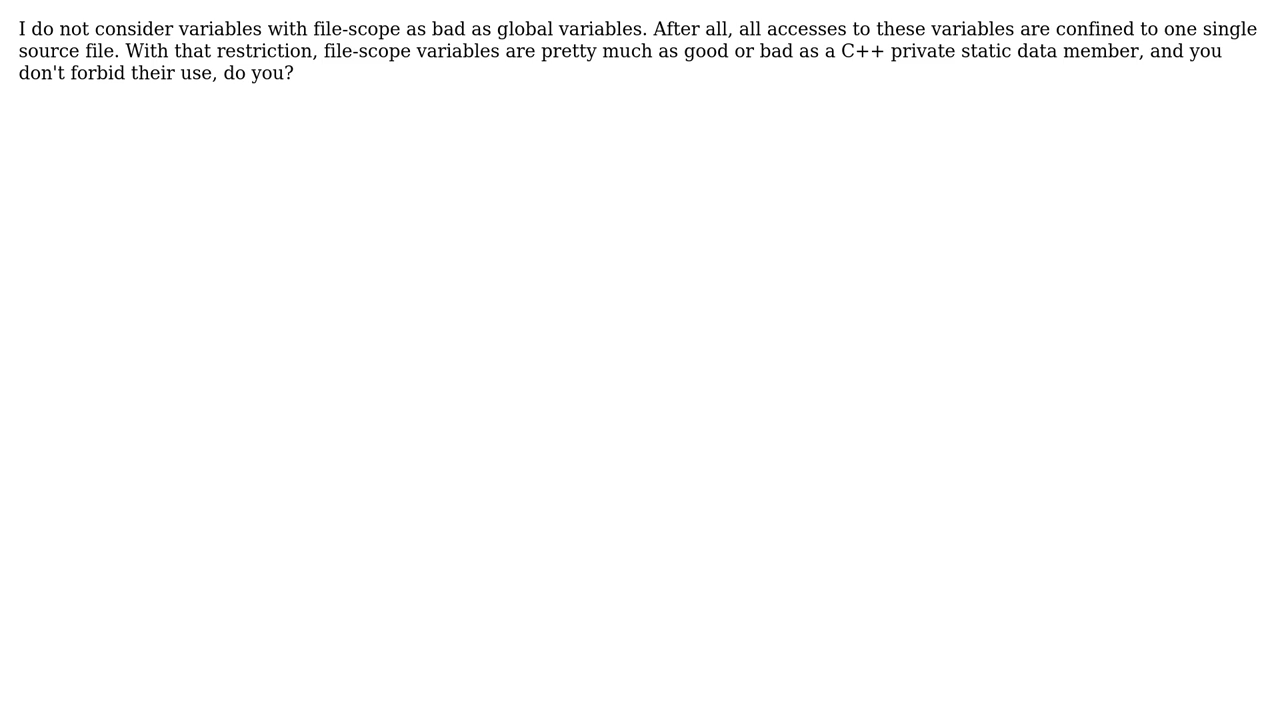 I do not consider variables with file-scope as bad as global variables. After all, all accesses to these variables are confined to one single
source file. With that restriction, file-scope variables are pretty much as good or bad as a C++ private static data member, and you
don't forbid their use, do you?